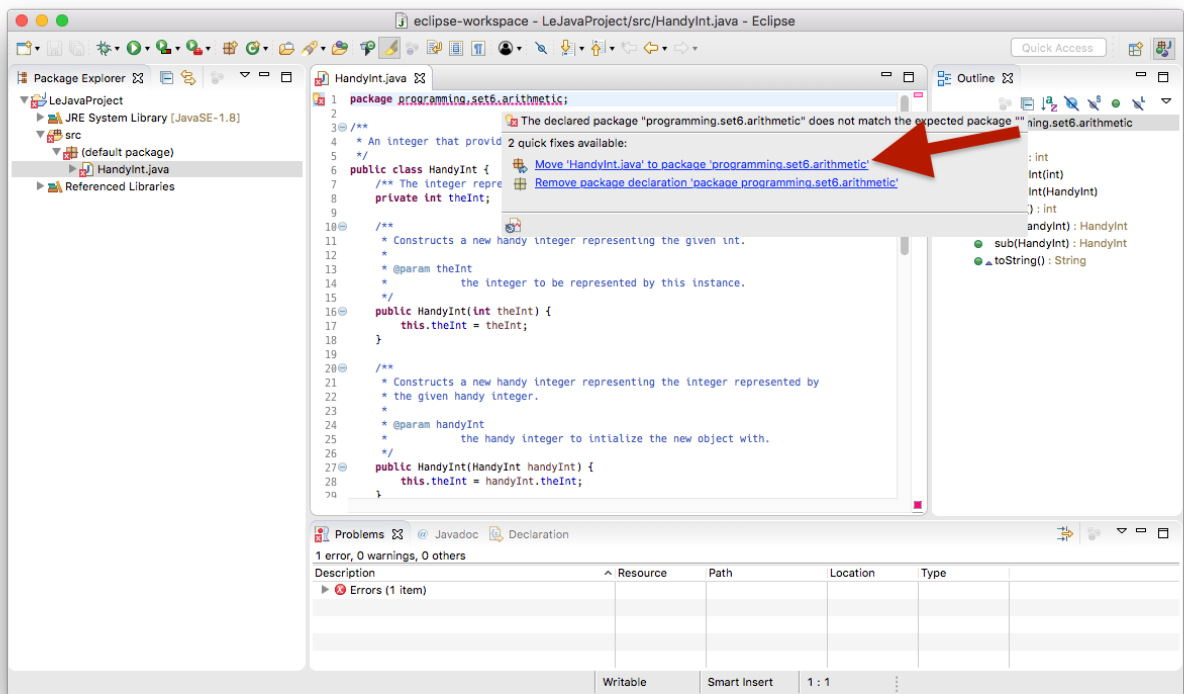 eclipse-workspace - LeJavaProject/src/HandyInt.java - Eclipse
Quick Access
Package Explorer
LeJavaProject
JRE System Library [JavaSE-1.8]
src
(default package)
HandyInt.java
Referenced Libraries
HandyInt.java
1 package programming.set6.arithmetic;
2
3 /**
4 * An integer that provid
5 */
6 public class HandyInt {
7 /** The integer repre
8 private int theInt;
9
10 /**
11 * Constructs a new handy integer representing the given int.
12 *
13 * @param theInt
14 * the integer to be represented by this instance.
15 */
16 public HandyInt(int theInt) {
17 this.theInt = theInt;
18 }
19
20 /**
21 * Constructs a new handy integer representing the integer represented by
22 * the given handy integer.
23 *
24 * @param handyInt
25 * the handy integer to intialize the new object with.
26 */
27 public HandyInt(HandyInt handyInt) {
28 this.theInt = handyInt.theInt;
29 }
The declared package "programming.set6.arithmetic" does not match the expected package ""
2 quick fixes available:
Move 'HandyInt.java' to package 'programming.set6.arithmetic'
Remove package declaration 'package programming.set6.arithmetic'
Outline
ning.set6.arithmetic
: int
Int(int)
Int(HandyInt)
) : int
andyInt) : HandyInt
sub(HandyInt) : HandyInt
toString() : String
Problems
@ Javadoc
Declaration
1 error, 0 warnings, 0 others
Description Resource Path Location Type
Errors (1 item)
Writable Smart Insert 1 : 1